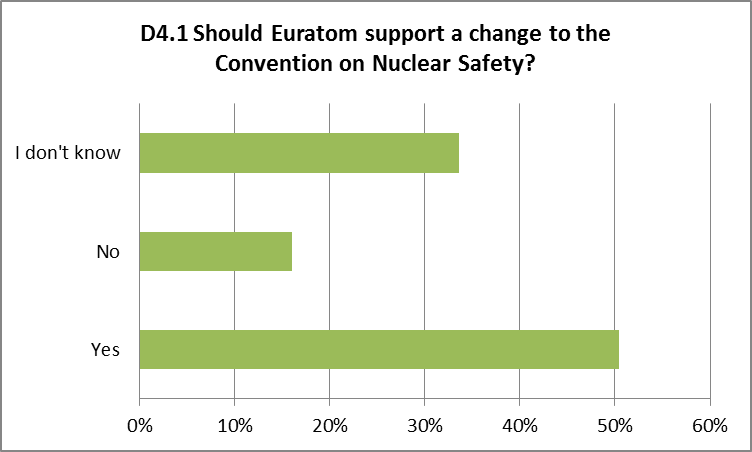 D4.1 Should Euratom support a change to the
Convention on Nuclear Safety?
I don't know
No
Yes
0% 10% 20% 30% 40% 50% 60%